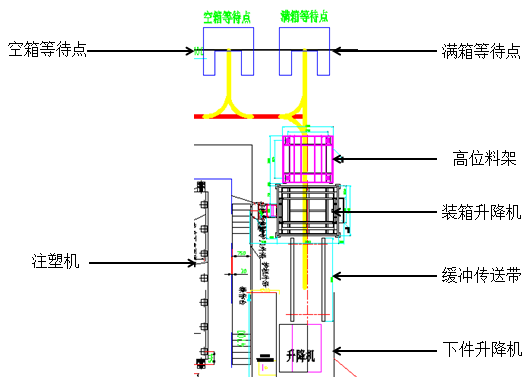 空箱等待点
满箱等待点
空箱等待点
满箱等待点
高位料架
装箱升降机
注塑机
缓冲传送带
升降机
下件升降机